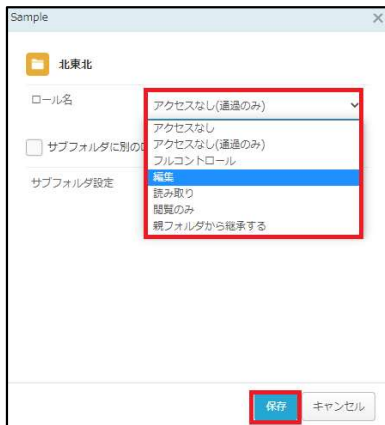 Sample
北東北
ロール名
アクセスなし(通過のみ)
アクセスなし
アクセスなし(通過のみ)
フルコントロール
サブフォルダに別の
編集
サブフォルダ設定
読み取り
閲覧のみ
親フォルダから継承する
保存
キャンセル